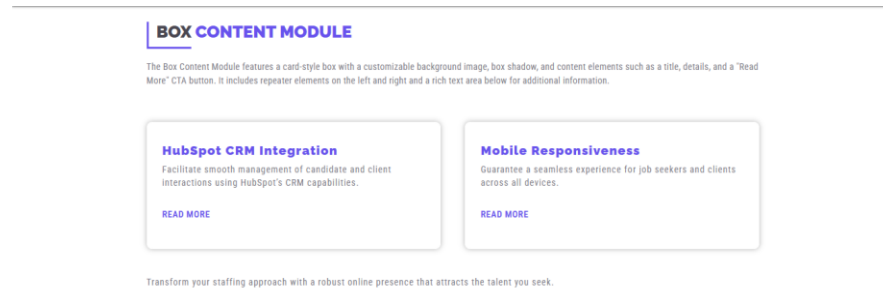 BOX CONTENT MODULE
The Box Content Module features a card-style box with a customizable background image, box shadow, and content elements such as a title, details, and a "Read
More" CTA button. It includes repeater elements on the left and right and a rich text area below for additional information.
HubSpot CRM Integration
Facilitate smooth management of candidate and client
interactions using HubSpot's CRM capabilities.
READ MORE
Mobile Responsiveness
Guarantee a seamless experience for job seekers and clients
across all devices.
READ MORE
Transform your staffing approach with a robust online presence that attracts the talent you seek.